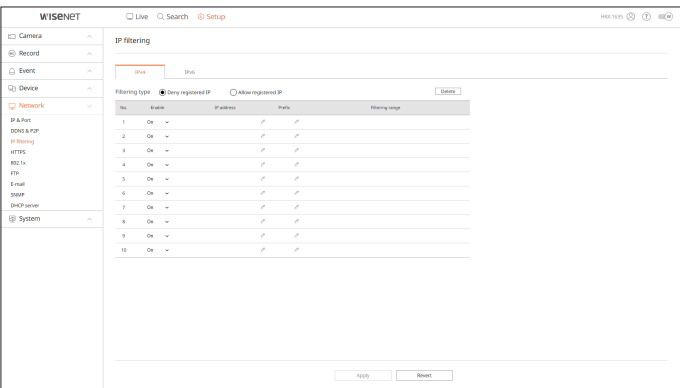 WISENET
Live Search Setup
HRX-1635
Camera
Record
Event
Device
Network
IP & Port
DDNS & P2P
IP filtering
HTTPS
802.1x
FTP
E-mail
SNMP
DHCP server
System
IP filtering
IPv4 IPv6
Filtering type Deny registered IP Allow registered IP Delete
No. Enable IP address Prefix Filtering range
1 On
2 On
3 On
4 On
5 On
6 On
7 On
8 On
9 On
10 On
Apply Revert